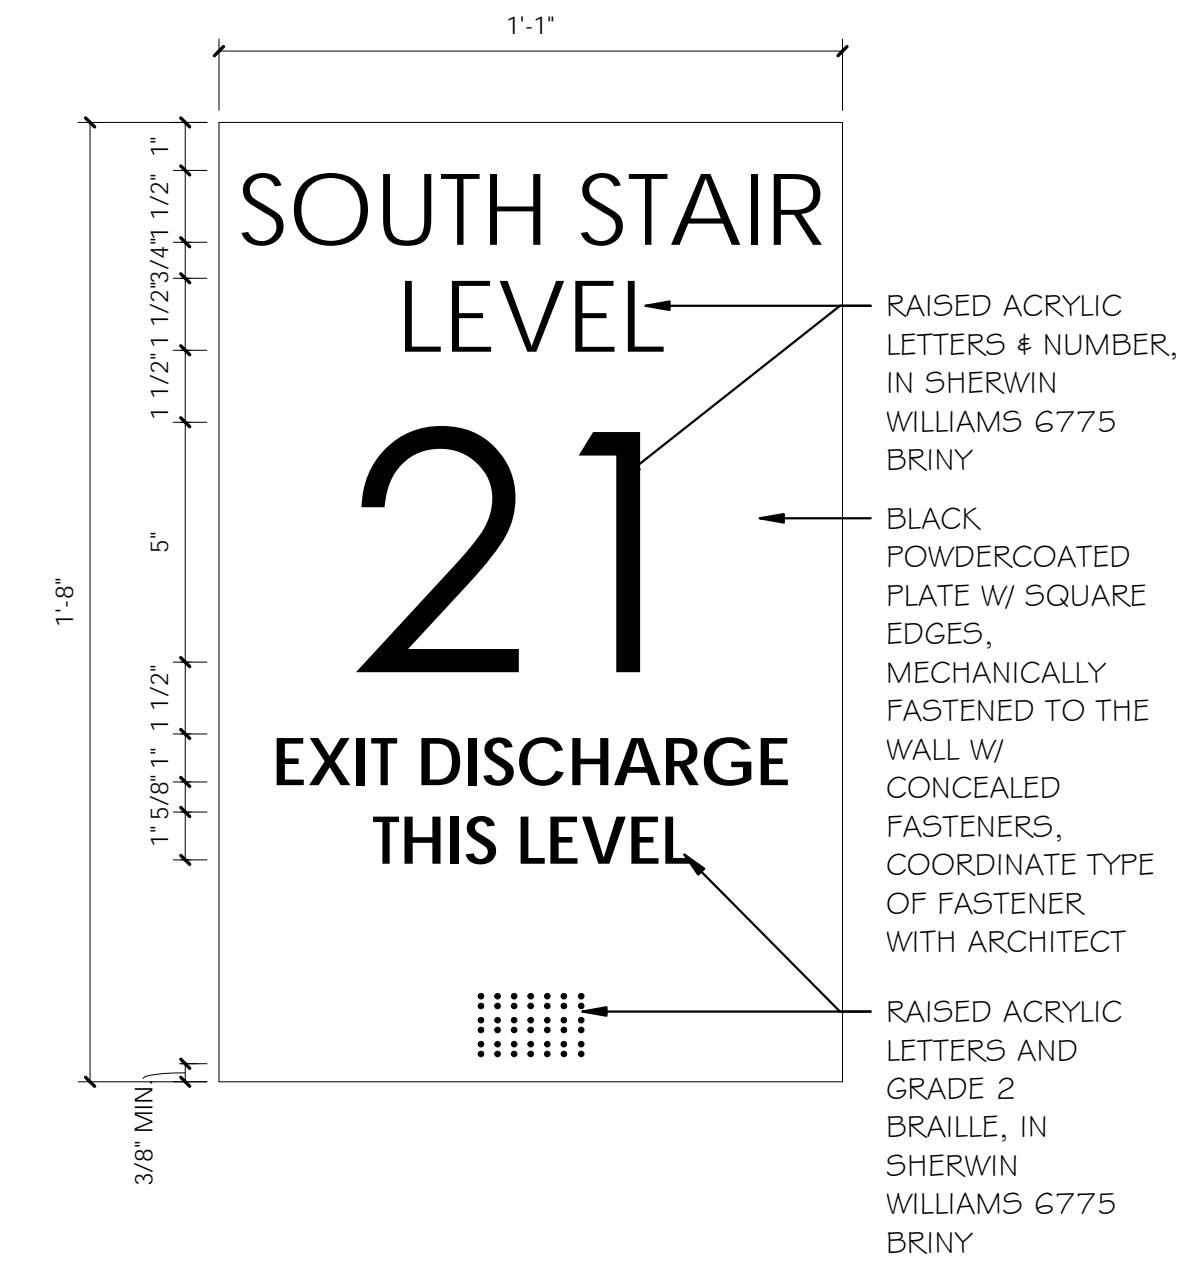 1'-1"
1'-8"
1"
1 1/2"
3/4"
1 1/2"
1 1/2"
5"
1 1/2"
1"
5/8"
1"
3/8" MIN.
SOUTH STAIR
LEVEL
21
EXIT DISCHARGE
THIS LEVEL
RAISED ACRYLIC
LETTERS & NUMBER,
IN SHERWIN
WILLIAMS 6775
BRINY
BLACK
POWDERCOATED
PLATE W/ SQUARE
EDGES,
MECHANICALLY
FASTENED TO THE
WALL W/
CONCEALED
FASTENERS,
COORDINATE TYPE
OF FASTENER
WITH ARCHITECT
RAISED ACRYLIC
LETTERS AND
GRADE 2
BRAILLE, IN
SHERWIN
WILLIAMS 6775
BRINY